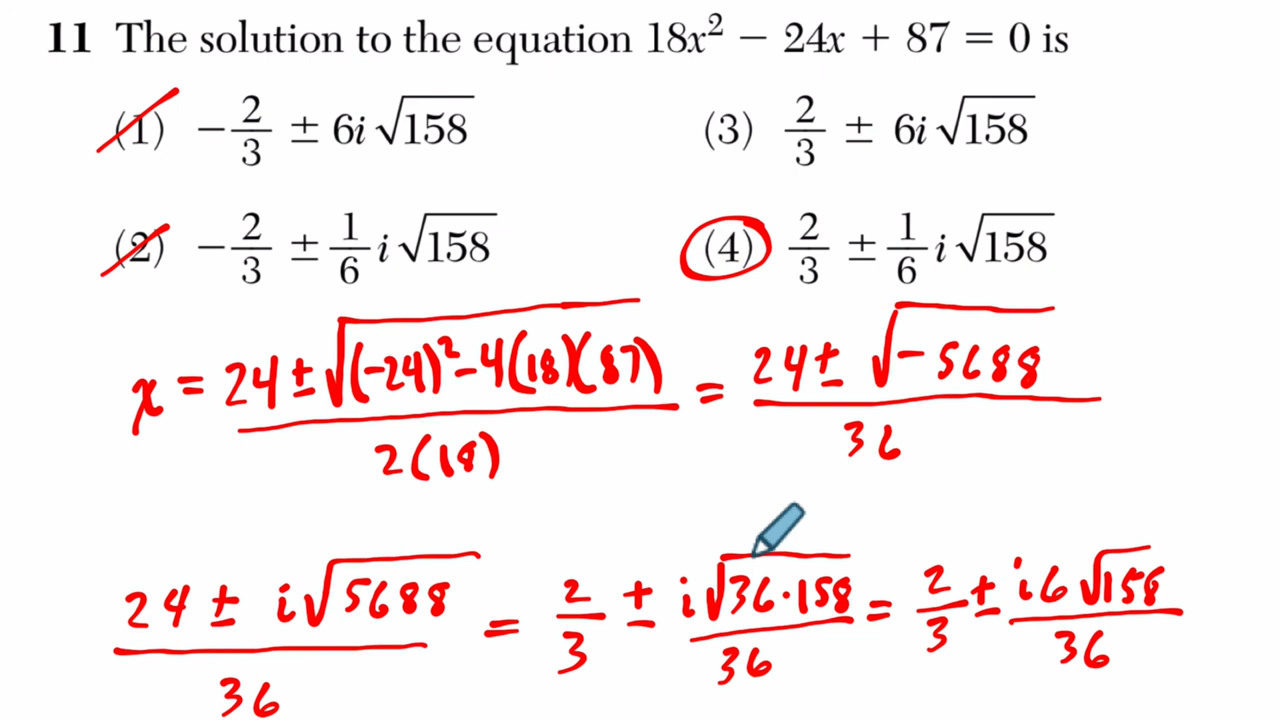 11 The solution to the equation 18x² − 24x + 87 = 0 is
(1) −2/3 ± 6i√158 (3) 2/3 ± 6i√158
(2) −2/3 ± 1/6 i√158 (4) 2/3 ± 1/6 i√158
x = (24 ± √((-24)² - 4(18)(87))) / 2(18) = (24 ± √(-5688)) / 36
(24 ± i√5688) / 36 = 2/3 ± i√(36·158) / 36 = 2/3 ± i6√158 / 36